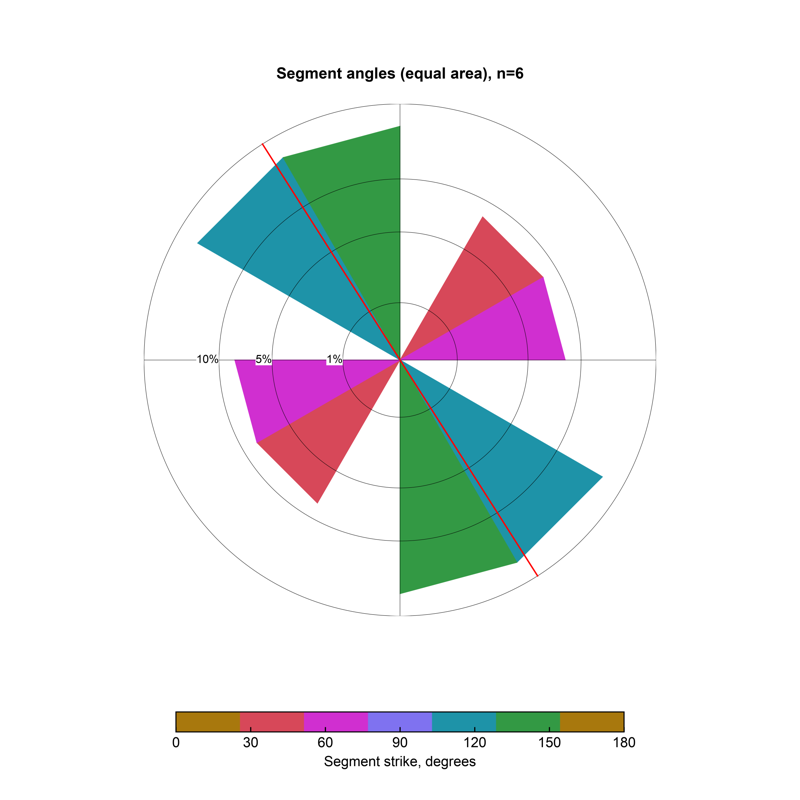 Segment angles (equal area), n=6
10% 5% 1%
0 30 60 90 120 150 180
Segment strike, degrees